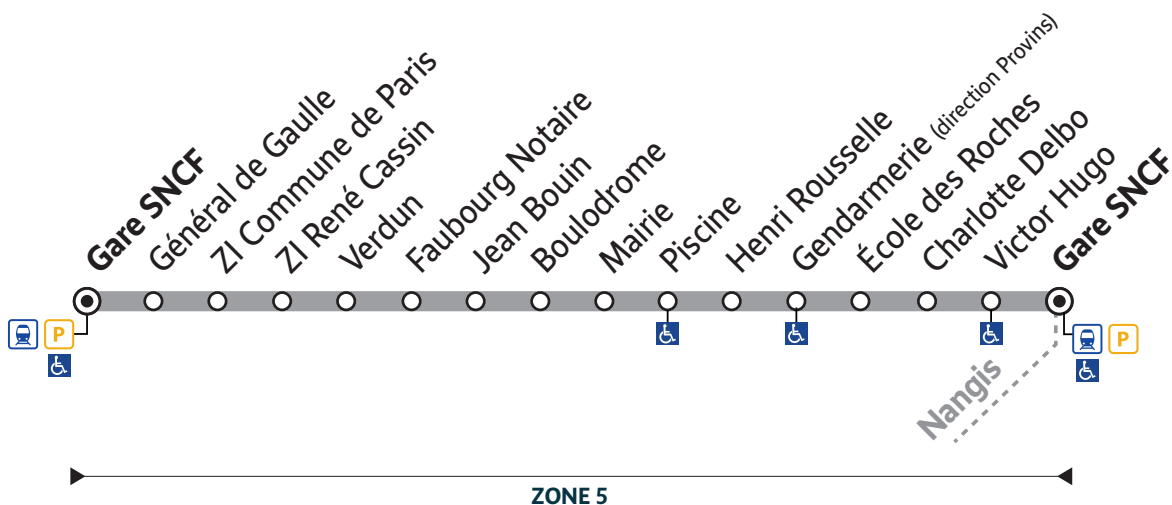 Gare SNCF
Général de Gaulle
ZI Commune de Paris
ZI René Cassin
Verdun
Faubourg Notaire
Jean Bouin
Boulodrome
Mairie
Piscine
Henri Rousselle
Gendarmerie (direction Provins)
École des Roches
Charlotte Delbo
Victor Hugo
Gare SNCF
P
P
Nangis
ZONE 5